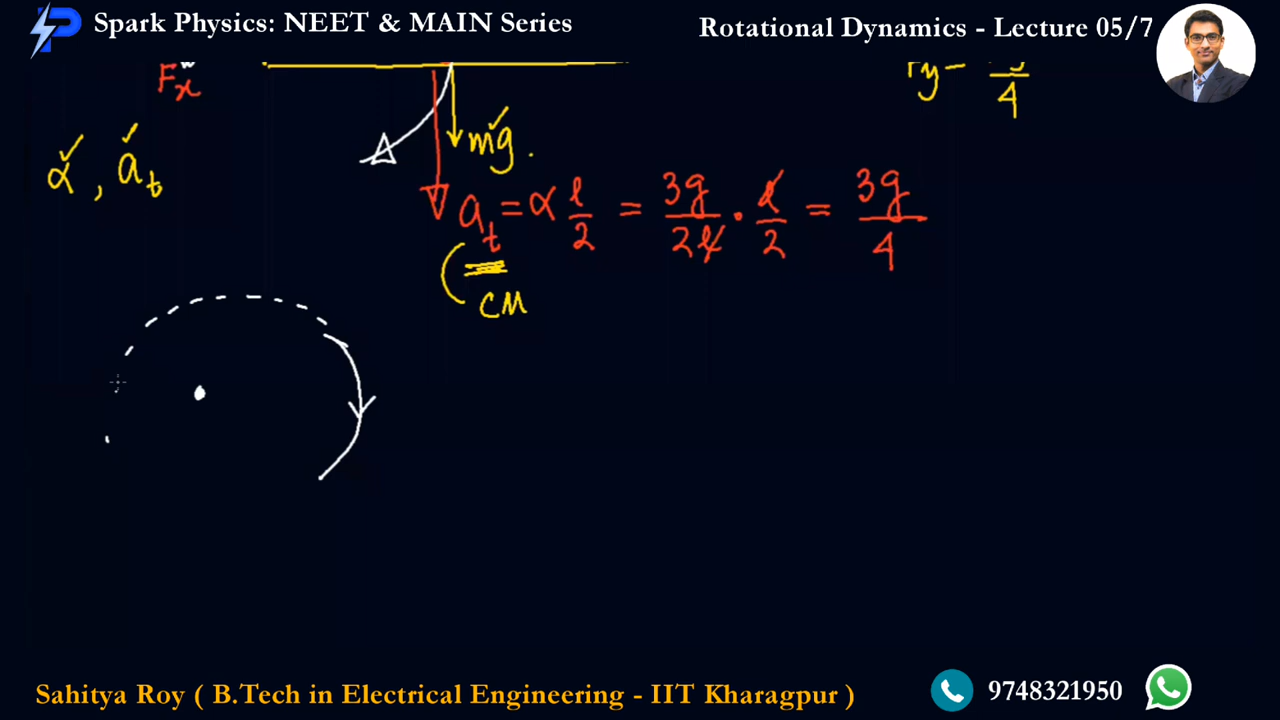 Spark Physics: NEET & MAIN Series
Rotational Dynamics - Lecture 05/7
Fx
4
mg.
α, at
at = α l/2 = 3g/2l · l/2 = 3g/4
CM
Sahitya Roy ( B.Tech in Electrical Engineering - IIT Kharagpur )
9748321950